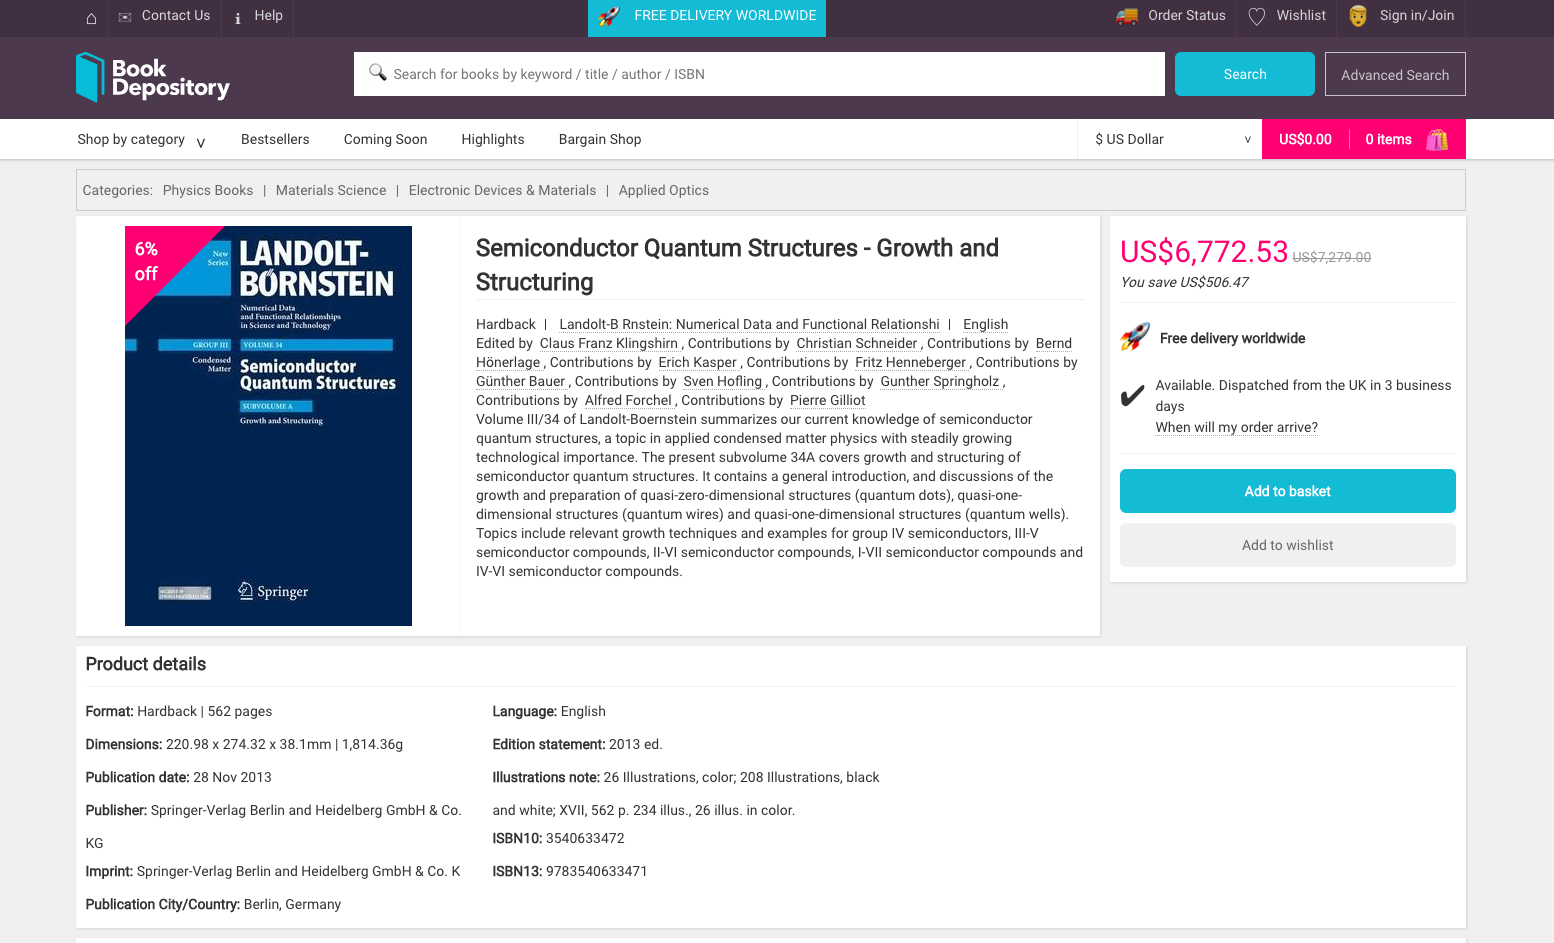 Contact Us
Help
FREE DELIVERY WORLDWIDE
Order Status
Wishlist
Sign in/Join
Book
Depository
Search for books by keyword / title / author / ISBN
Search
Advanced Search
Shop by category
Bestsellers
Coming Soon
Highlights
Bargain Shop
$ US Dollar
US$0.00
0 items
Categories: Physics Books | Materials Science | Electronic Devices & Materials | Applied Optics
6%
off
New
Series
LANDOLT-
BÖRNSTEIN
Numerical Data
and Functional Relationships
in Science and Technology
GROUP III
VOLUME 34
Condensed
Matter
Semiconductor
Quantum Structures
SUBVOLUME A
Growth and Structuring
Springer
Semiconductor Quantum Structures - Growth and
Structuring
Hardback | Landolt-B Rnstein: Numerical Data and Functional Relationshi | English
Edited by Claus Franz Klingshirn , Contributions by Christian Schneider , Contributions by Bernd
Hönerlage , Contributions by Erich Kasper , Contributions by Fritz Henneberger , Contributions by
Günther Bauer , Contributions by Sven Hofling , Contributions by Gunther Springholz ,
Contributions by Alfred Forchel , Contributions by Pierre Gilliot
Volume III/34 of Landolt-Boernstein summarizes our current knowledge of semiconductor
quantum structures, a topic in applied condensed matter physics with steadily growing
technological importance. The present subvolume 34A covers growth and structuring of
semiconductor quantum structures. It contains a general introduction, and discussions of the
growth and preparation of quasi-zero-dimensional structures (quantum dots), quasi-one-
dimensional structures (quantum wires) and quasi-one-dimensional structures (quantum wells).
Topics include relevant growth techniques and examples for group IV semiconductors, III-V
semiconductor compounds, II-VI semiconductor compounds, I-VII semiconductor compounds and
IV-VI semiconductor compounds.
US$6,772.53 US$7,279.00
You save US$506.47
Free delivery worldwide
Available. Dispatched from the UK in 3 business
days
When will my order arrive?
Add to basket
Add to wishlist
Product details
Format: Hardback | 562 pages
Dimensions: 220.98 x 274.32 x 38.1mm | 1,814.36g
Publication date: 28 Nov 2013
Publisher: Springer-Verlag Berlin and Heidelberg GmbH & Co.
KG
Imprint: Springer-Verlag Berlin and Heidelberg GmbH & Co. K
Publication City/Country: Berlin, Germany
Language: English
Edition statement: 2013 ed.
Illustrations note: 26 Illustrations, color; 208 Illustrations, black
and white; XVII, 562 p. 234 illus., 26 illus. in color.
ISBN10: 3540633472
ISBN13: 9783540633471